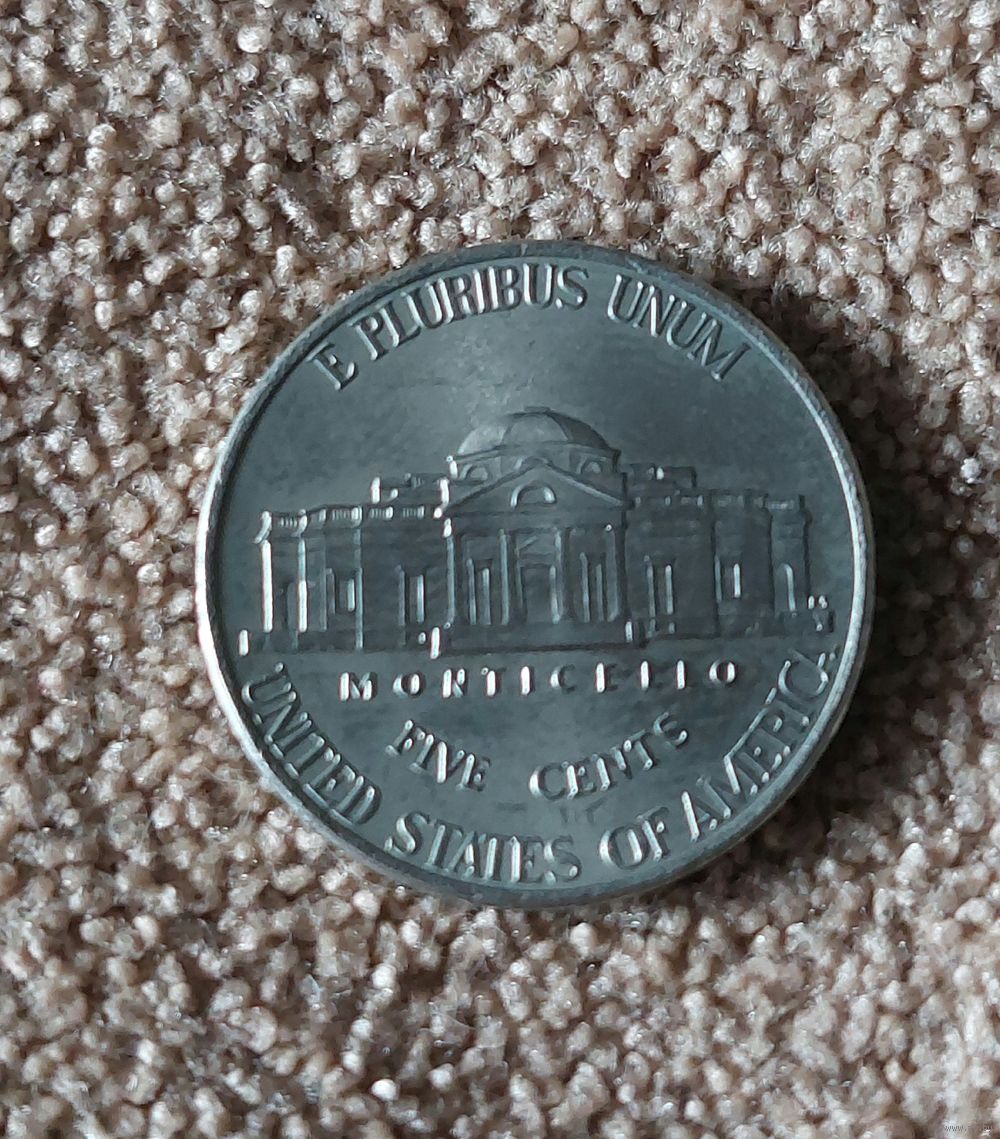 E PLURIBUS UNUM
MONTICELLO
FIVE CENTS
UNITED STATES OF AMERICA